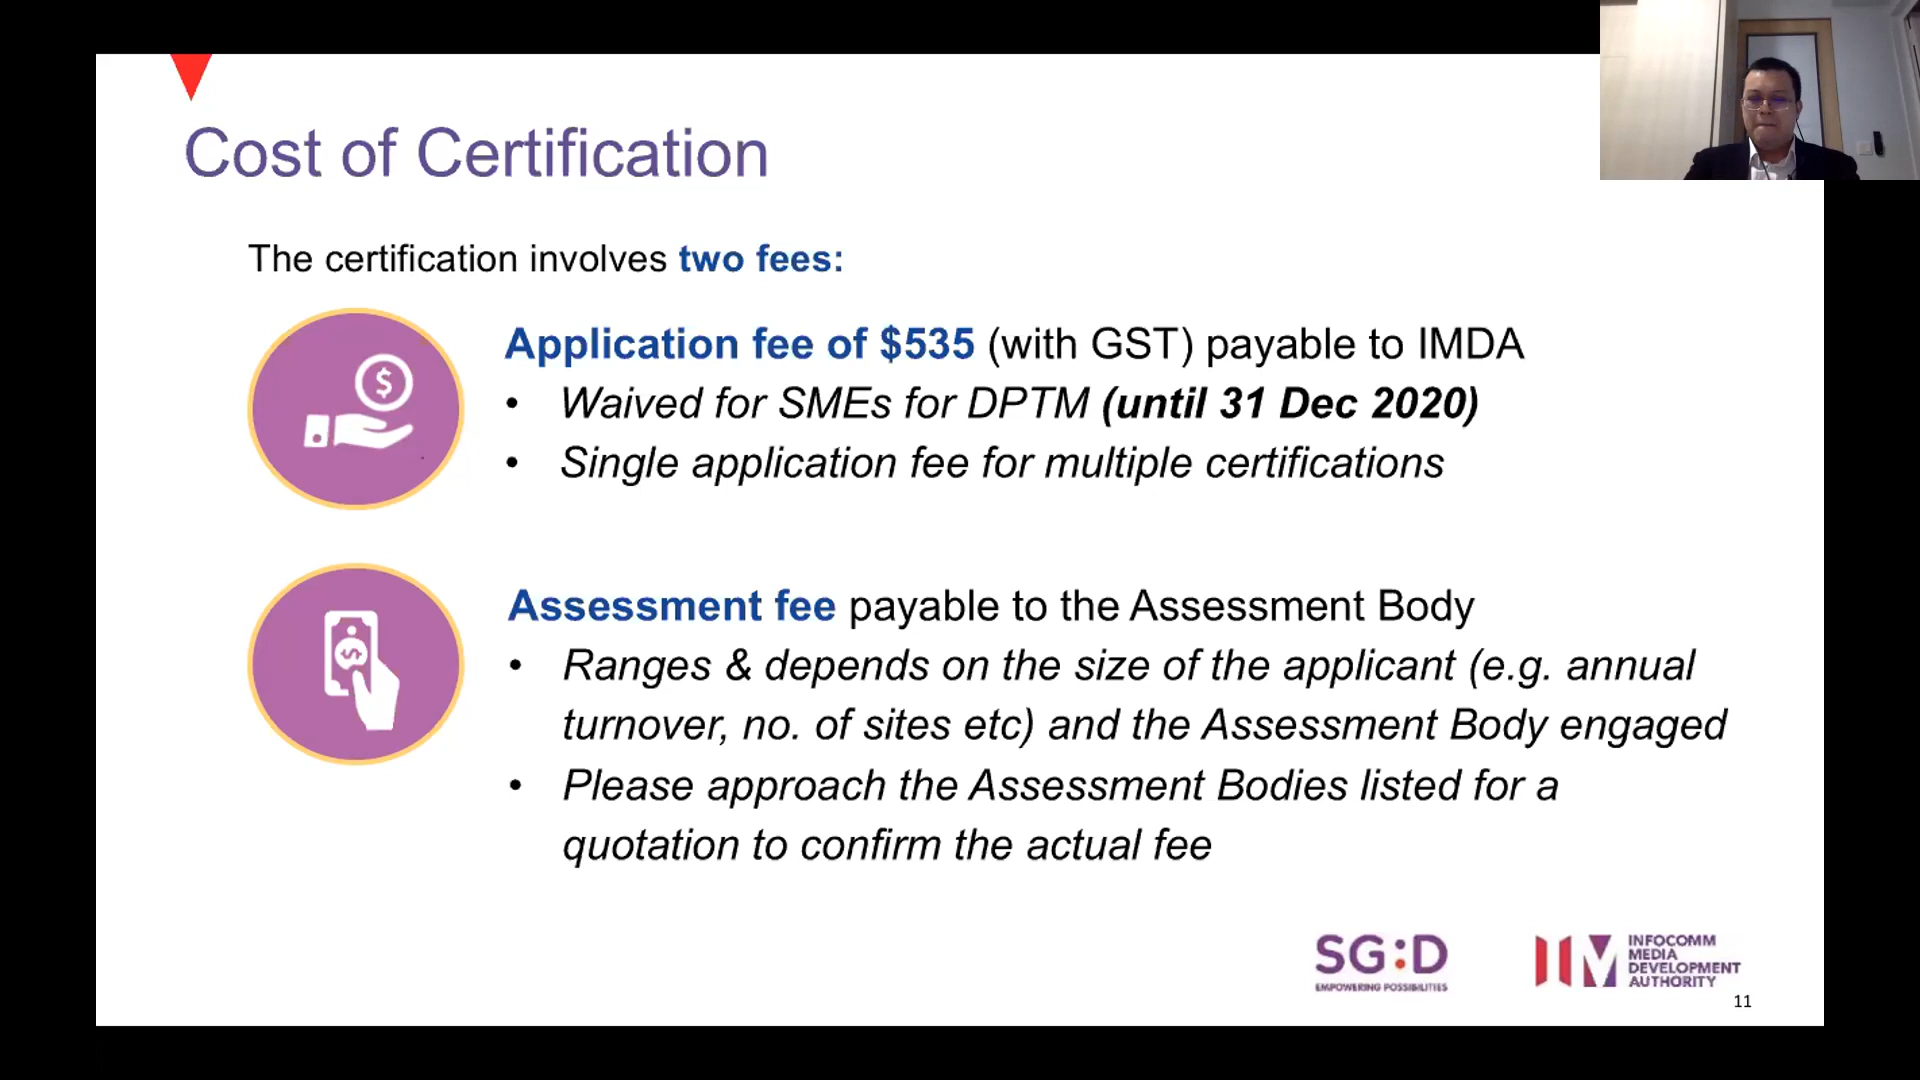 Cost of Certification
The certification involves two fees:
Application fee of $535 (with GST) payable to IMDA
• Waived for SMEs for DPTM (until 31 Dec 2020)
• Single application fee for multiple certifications
Assessment fee payable to the Assessment Body
• Ranges & depends on the size of the applicant (e.g. annual
turnover, no. of sites etc) and the Assessment Body engaged
• Please approach the Assessment Bodies listed for a
quotation to confirm the actual fee
SG:D
EMPOWERING POSSIBILITIES
IM
INFOCOMM
MEDIA
DEVELOPMENT
AUTHORITY
11